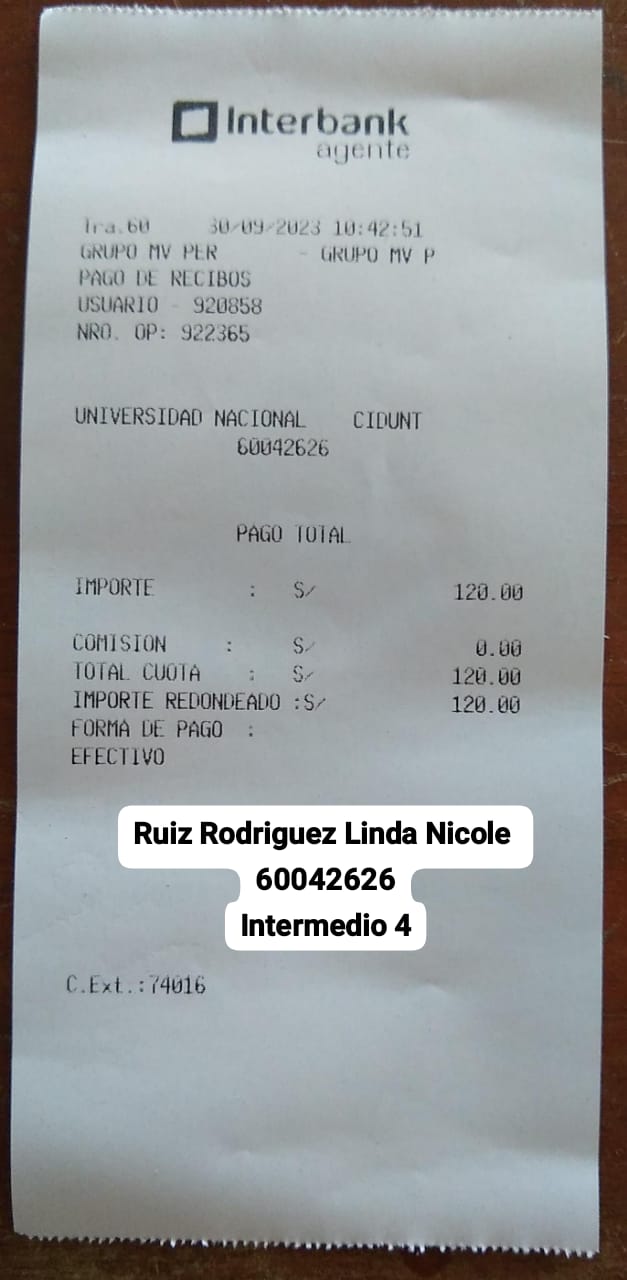 Interbank
agente
Tra.60 30/09/2023 10:42:51
GRUPO MV PER - GRUPO MV P
PAGO DE RECIBOS
USUARIO - 920858
NRO. OP: 922365
UNIVERSIDAD NACIONAL CIDUNT
60042626
PAGO TOTAL
IMPORTE : S/ 120.00
COMISION : S/ 0.00
TOTAL CUOTA : S/ 120.00
IMPORTE REDONDEADO :S/ 120.00
FORMA DE PAGO :
EFECTIVO
Ruiz Rodriguez Linda Nicole
60042626
Intermedio 4
C.Ext.:74016